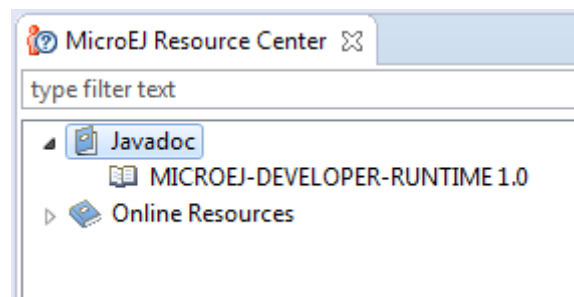 MicroEJ Resource Center
type filter text
Javadoc
MICROEJ-DEVELOPER-RUNTIME 1.0
Online Resources